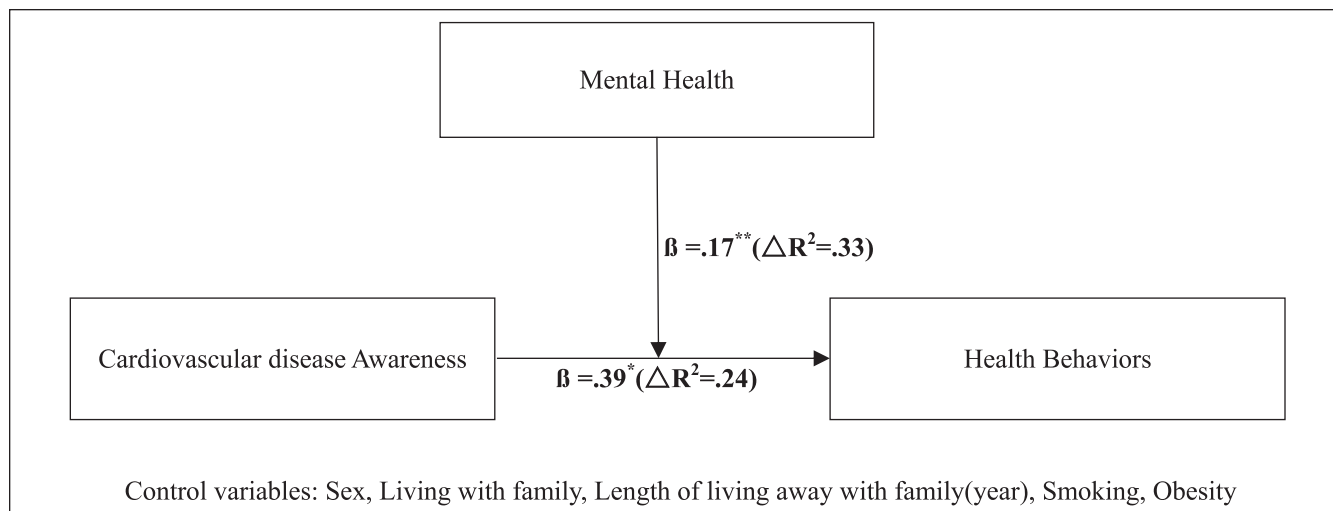 Mental Health
ß =.17**(△R²=.33)
Cardiovascular disease Awareness
Health Behaviors
ß =.39*(△R²=.24)
Control variables: Sex, Living with family, Length of living away with family(year), Smoking, Obesity